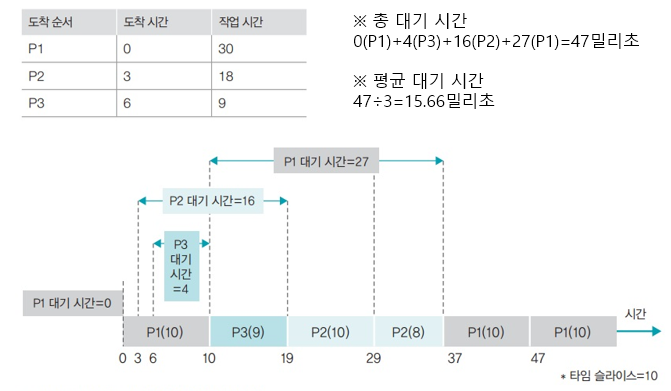 도착 순서 도착 시간 작업 시간
P1 0 30
P2 3 18
P3 6 9
※ 총 대기 시간
0(P1)+4(P3)+16(P2)+27(P1)=47밀리초
※ 평균 대기 시간
47÷3=15.66밀리초
P1 대기 시간=27
P2 대기 시간=16
P3
대기
시간
=4
P1 대기 시간=0
시간
P1(10) P3(9) P2(10) P2(8) P1(10) P1(10)
0 3 6 10 19 29 37 47
* 타임 슬라이스=10